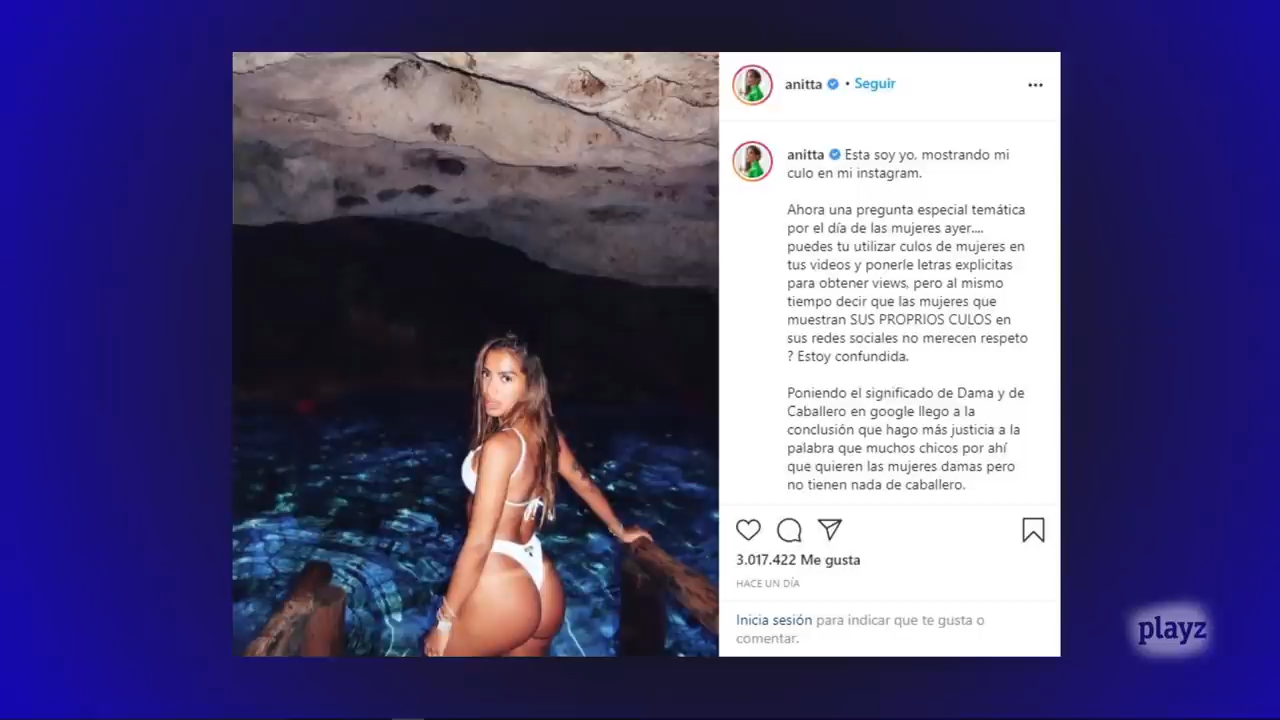 anitta • Seguir
anitta Esta soy yo, mostrando mi
culo en mi instagram.
Ahora una pregunta especial temática
por el día de las mujeres ayer....
puedes tu utilizar culos de mujeres en
tus videos y ponerle letras explicitas
para obtener views, pero al mismo
tiempo decir que las mujeres que
muestran SUS PROPRIOS CULOS en
sus redes sociales no merecen respeto
? Estoy confundida.
Poniendo el significado de Dama y de
Caballero en google llego a la
conclusión que hago más justicia a la
palabra que muchos chicos por ahí
que quieren las mujeres damas pero
no tienen nada de caballero.
3.017.422 Me gusta
HACE UN DÍA
Inicia sesión para indicar que te gusta o
comentar.
playz